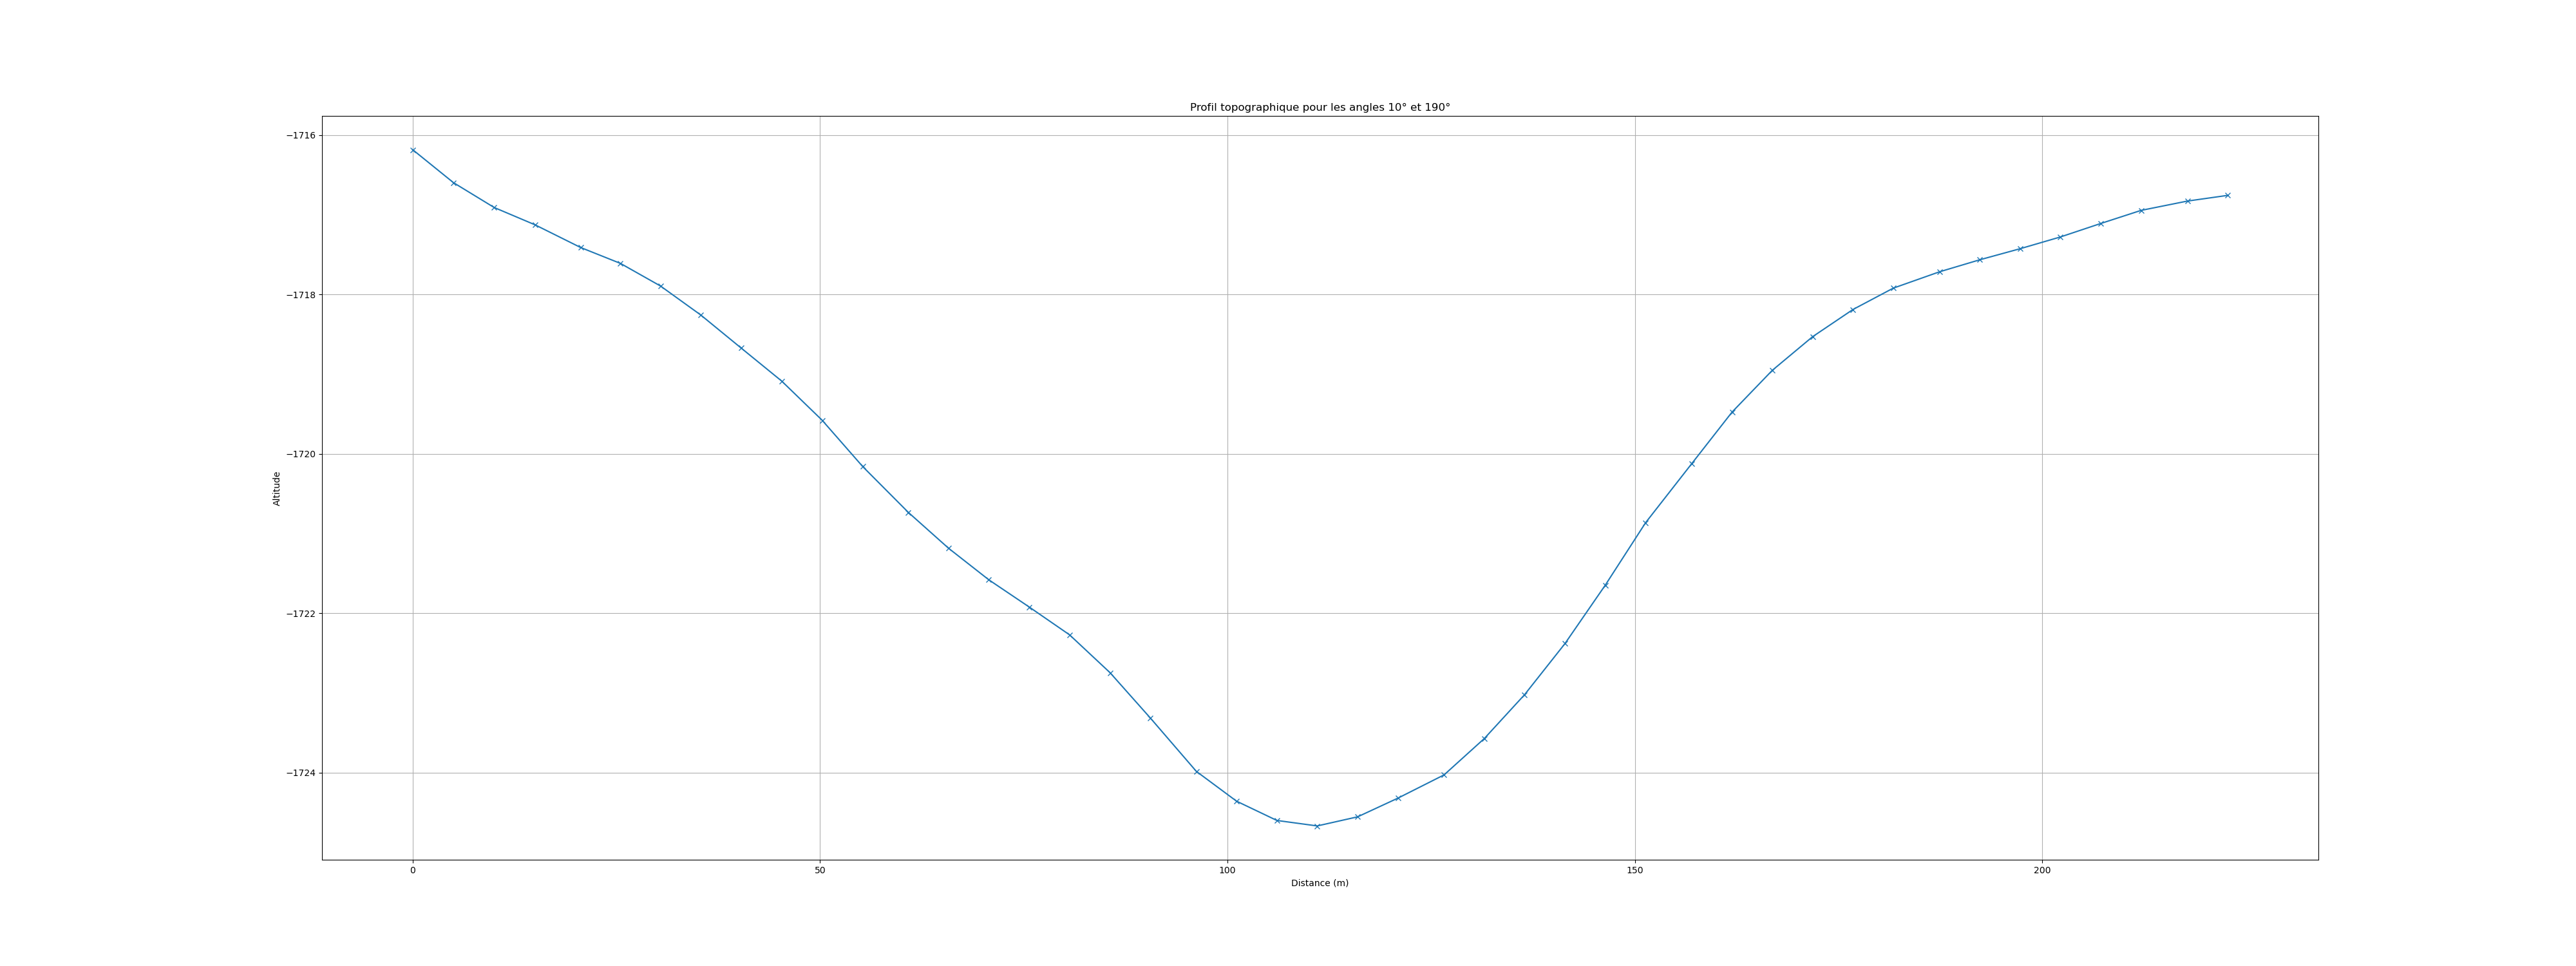 Profil topographique pour les angles 10° et 190°
−1716
−1718
−1720
−1722
−1724
Altitude
0 50 100 150 200
Distance (m)